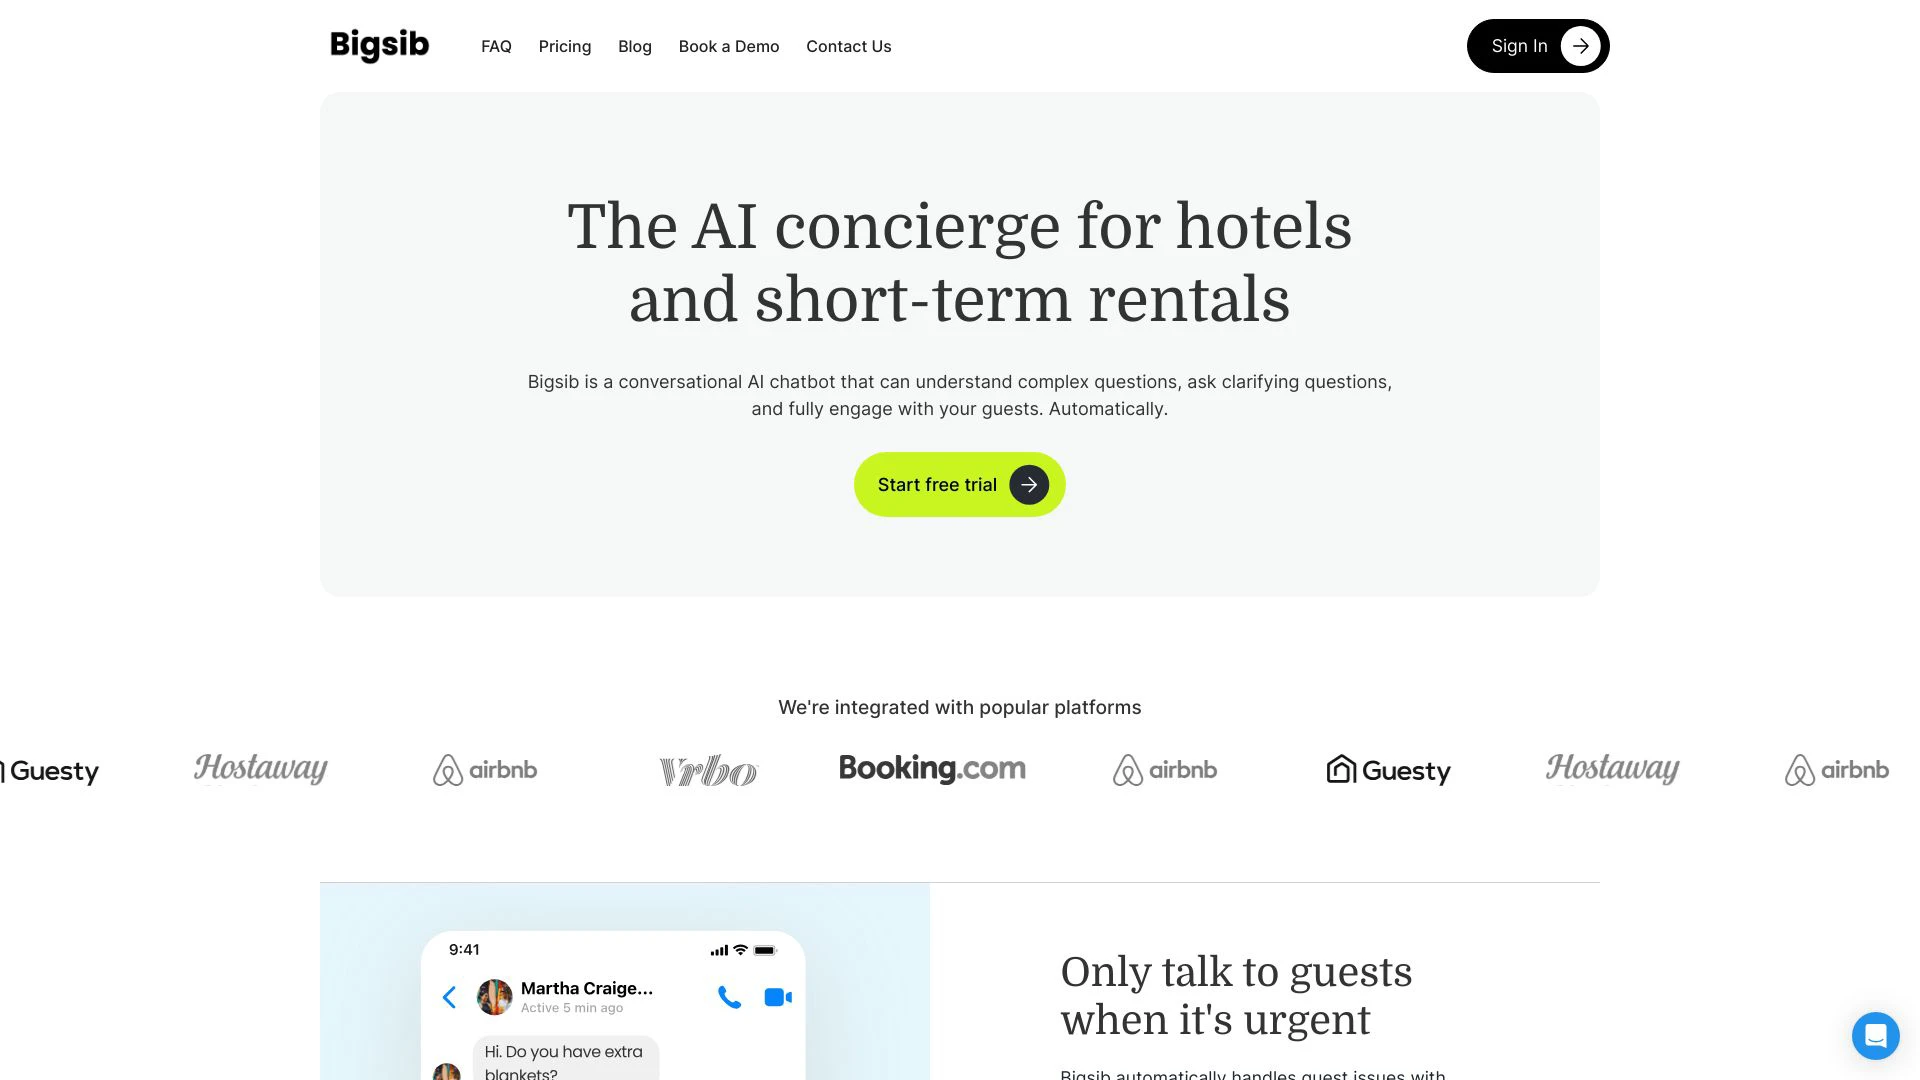 Bigsib
FAQ
Pricing
Blog
Book a Demo
Contact Us
Sign In
The AI concierge for hotels
and short-term rentals
Bigsib is a conversational AI chatbot that can understand complex questions, ask clarifying questions,
and fully engage with your guests. Automatically.
Start free trial
We're integrated with popular platforms
Guesty
Hostaway
airbnb
Vrbo
Booking.com
airbnb
Guesty
Hostaway
airbnb
9:41
Martha Craige...
Active 5 min ago
Hi. Do you have extra
blankets?
Only talk to guests
when it's urgent
Bigsib automatically handles guest issues with